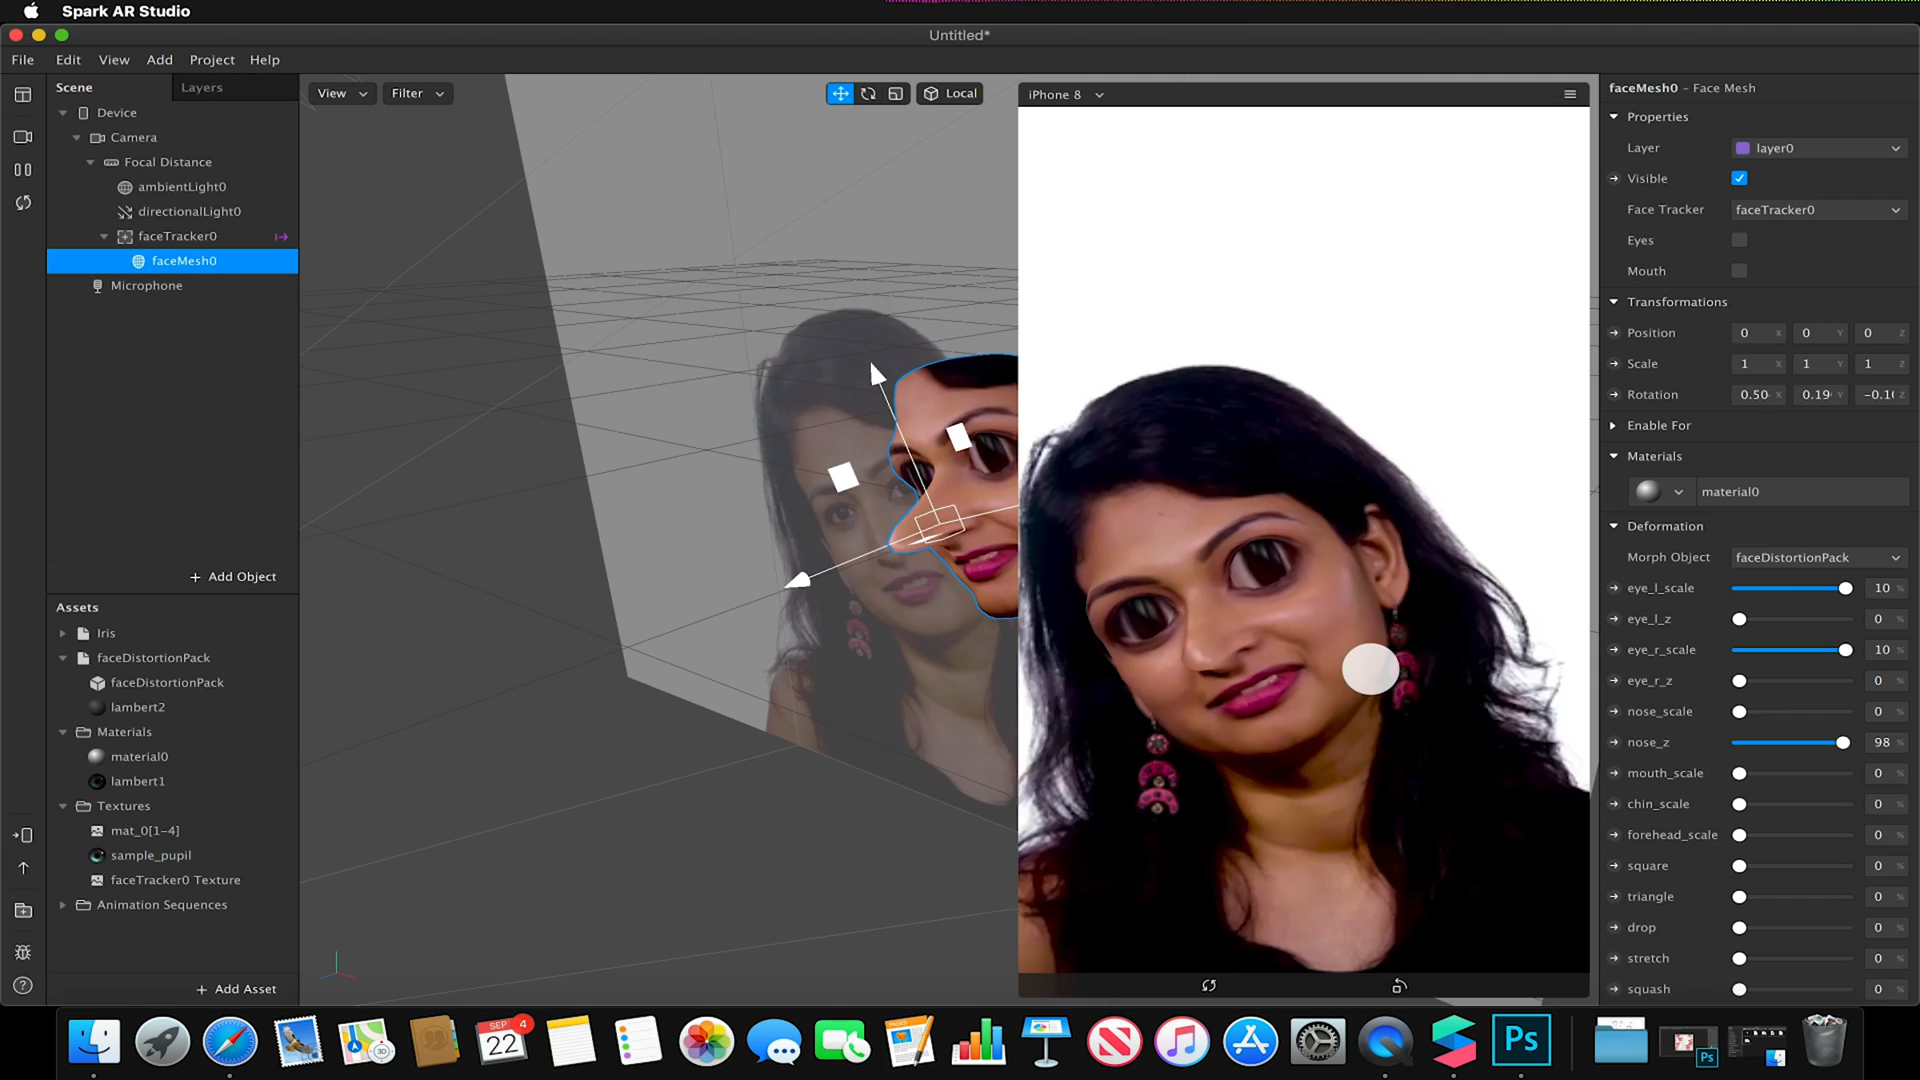 Spark AR Studio
Untitled*
File Edit View Add Project Help
Scene Layers
Device
Camera
Focal Distance
ambientLight0
directionalLight0
faceTracker0
faceMesh0
Microphone
+ Add Object
Assets
Iris
faceDistortionPack
faceDistortionPack
lambert2
Materials
material0
lambert1
Textures
mat_0[1-4]
sample_pupil
faceTracker0 Texture
Animation Sequences
+ Add Asset
View Filter Local
iPhone 8
faceMesh0 - Face Mesh
Properties
Layer layer0
Visible
Face Tracker faceTracker0
Eyes
Mouth
Transformations
Position 0 X 0 Y 0 Z
Scale 1 X 1 Y 1 Z
Rotation 0.50 X 0.19 Y -0.10 Z
Enable For
Materials
material0
Deformation
Morph Object faceDistortionPack
eye_l_scale 10 %
eye_l_z 0 %
eye_r_scale 10 %
eye_r_z 0 %
nose_scale 0 %
nose_z 98 %
mouth_scale 0 %
chin_scale 0 %
forehead_scale 0 %
square 0 %
triangle 0 %
drop 0 %
stretch 0 %
squash 0 %
SEP 4
22
PAGES
3D
Ps
Ps